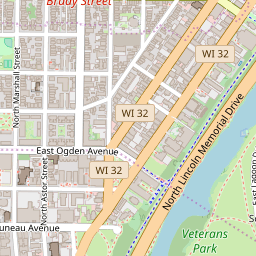 Brady Street
WI 32
North Marshall Street
WI 32
North Lincoln Memorial Drive
East Ogden Avenue
WI 32
North Astor Street
Veterans
Park
uneau Avenue